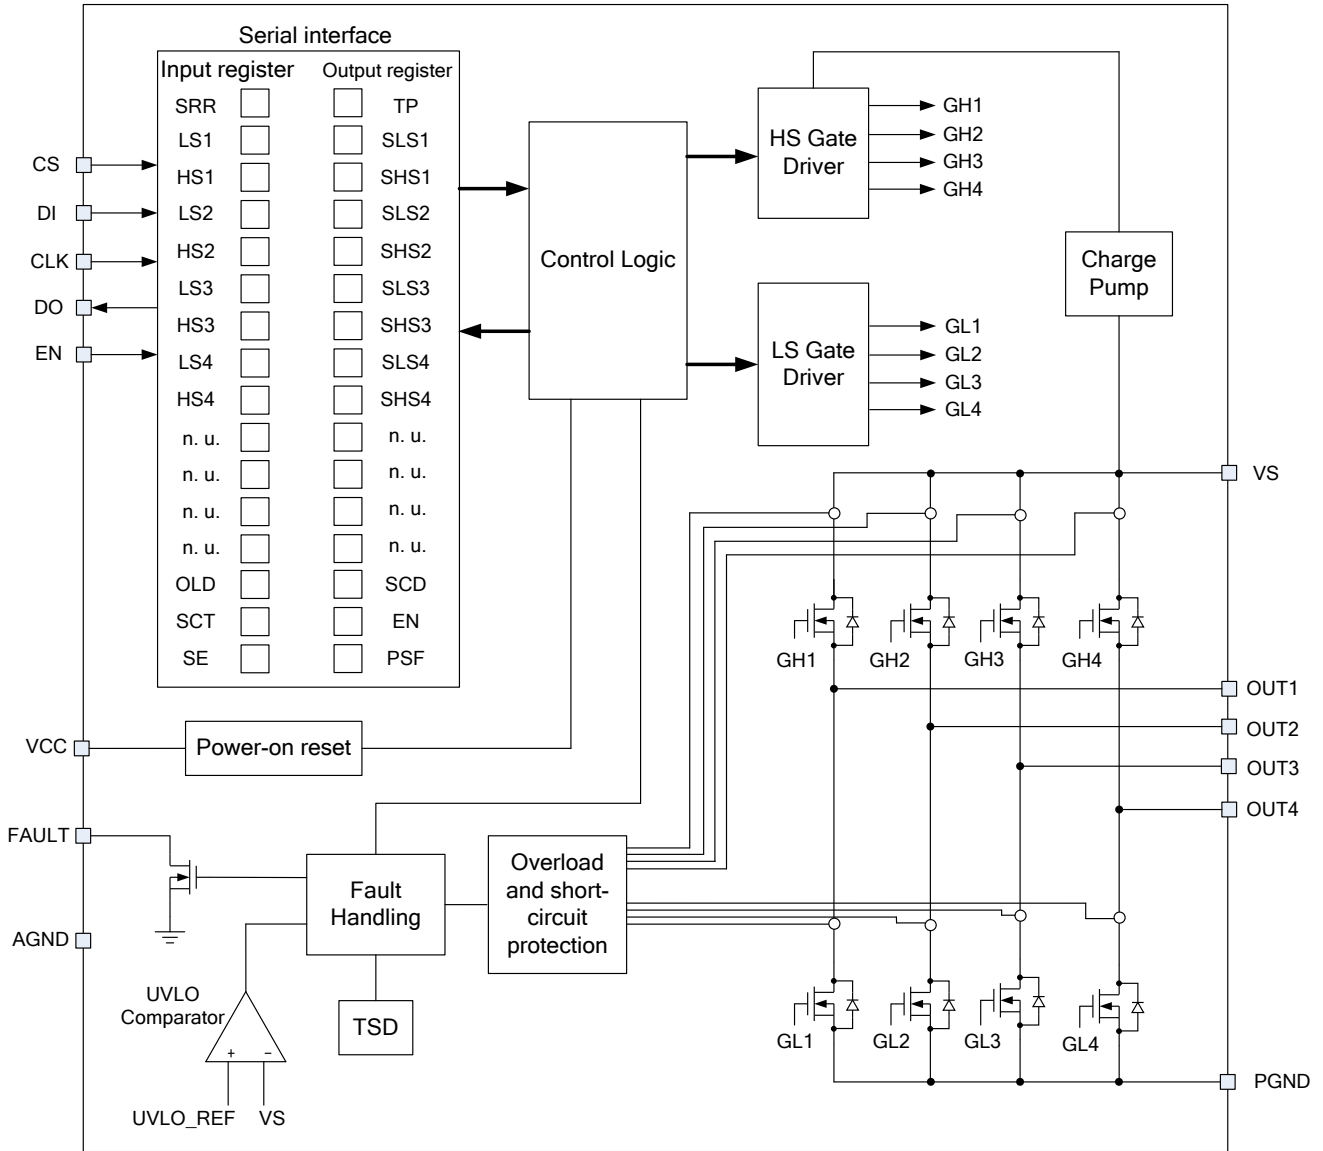 Serial interface
Input register
Output register
SRR
TP
LS1
SLS1
HS1
SHS1
LS2
SLS2
HS2
SHS2
LS3
SLS3
HS3
SHS3
LS4
SLS4
HS4
SHS4
n. u.
n. u.
n. u.
n. u.
n. u.
n. u.
n. u.
n. u.
OLD
SCD
SCT
EN
SE
PSF
CS
DI
CLK
DO
EN
Control Logic
HS Gate
Driver
GH1
GH2
GH3
GH4
LS Gate
Driver
GL1
GL2
GL3
GL4
Charge
Pump
VS
GH1
GH2
GH3
GH4
OUT1
OUT2
OUT3
OUT4
VCC
Power-on reset
FAULT
Fault
Handling
Overload
and short-
circuit
protection
AGND
UVLO
Comparator
+
−
UVLO_REF
VS
TSD
GL1
GL2
GL3
GL4
PGND